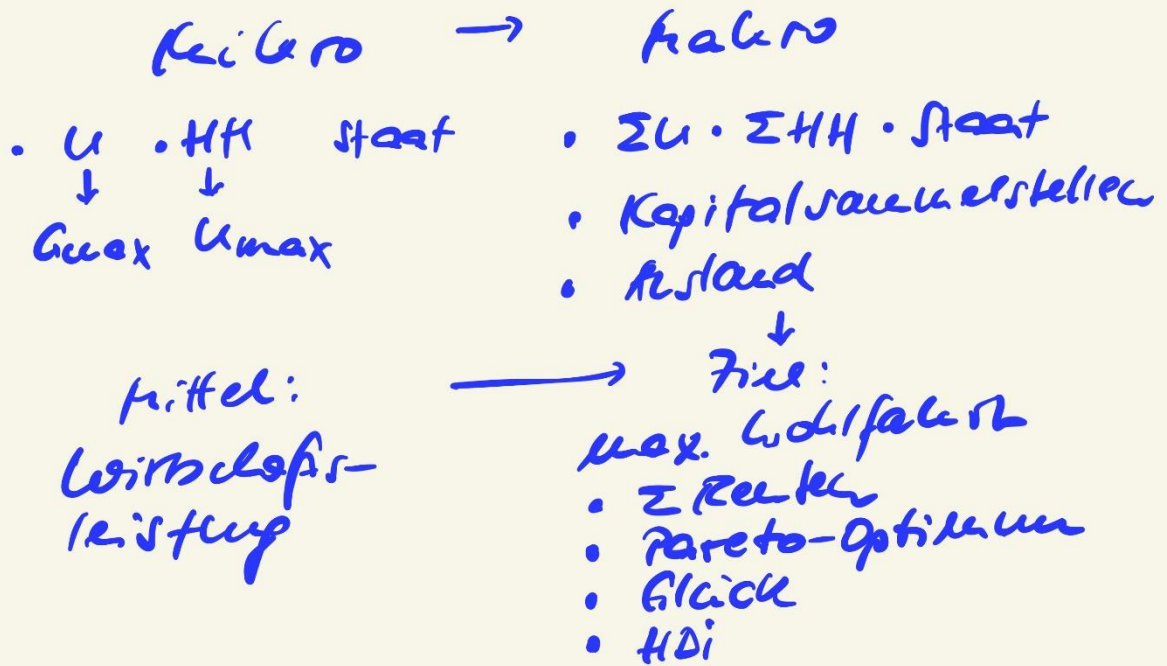 Mikro → Makro
• U • HH Staat
↓ ↓
Gmax Umax
• ΣU • ΣHH • Staat
• Kapitalsammelstellen
• Ausland
↓
Mittel:
Wirtschafts-
leistung
→
Ziel:
max. Wohlfahrt
• Σ Renten
• Pareto-Optimum
• Glück
• HDi